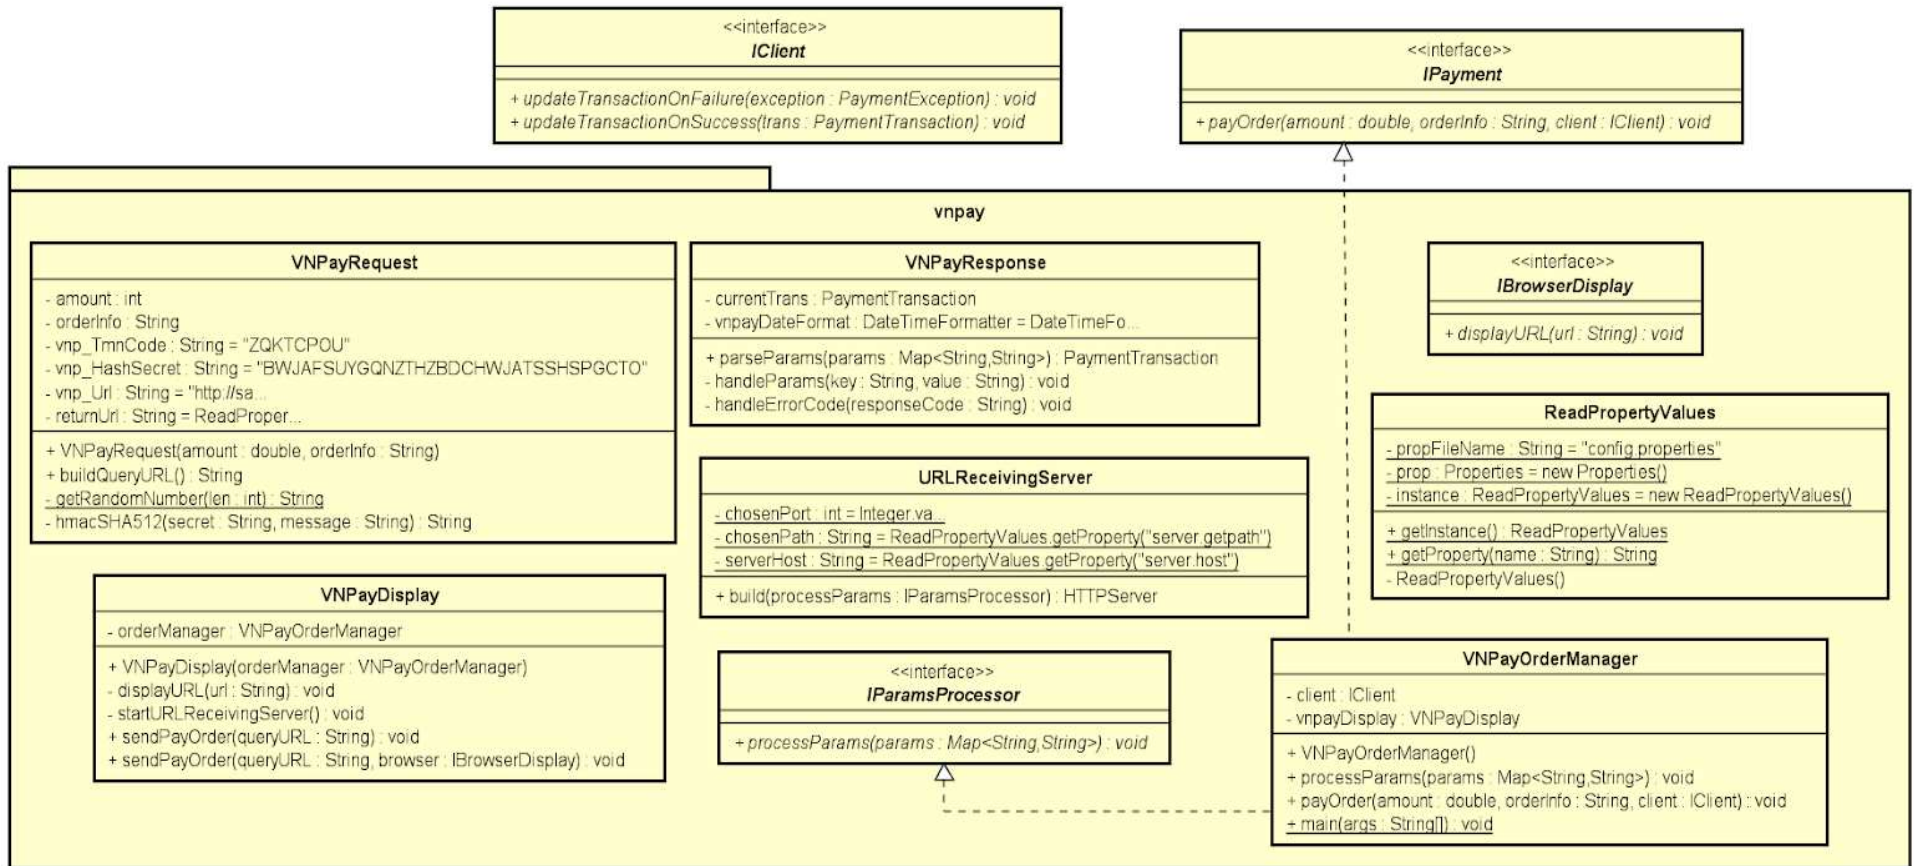 <<interface>>
IClient
+ updateTransactionOnFailure(exception : PaymentException) : void
+ updateTransactionOnSuccess(trans : PaymentTransaction) : void
<<interface>>
IPayment
+ payOrder(amount : double, orderInfo : String, client : IClient) : void
vnpay
VNPayRequest
- amount : int
- orderInfo : String
- vnp_TmnCode : String = "ZQKTCPOU"
- vnp_HashSecret : String = "BWJAFSUYGQNZTHZBDCHWJATSSHSPGCTO"
- vnp_Url : String = "http://sa...
- returnUrl : String = ReadProper...
+ VNPayRequest(amount : double, orderInfo : String)
+ buildQueryURL() : String
- getRandomNumber(len : int) : String
- hmacSHA512(secret : String, message : String) : String
VNPayResponse
- currentTrans : PaymentTransaction
- vnpayDateFormat : DateTimeFormatter = DateTimeFo...
+ parseParams(params : Map<String,String>) : PaymentTransaction
- handleParams(key : String, value : String) : void
- handleErrorCode(responseCode : String) : void
<<interface>>
IBrowserDisplay
+ displayURL(url : String) : void
ReadPropertyValues
- propFileName : String = "config.properties"
- prop : Properties = new Properties()
- instance : ReadPropertyValues = new ReadPropertyValues()
+ getInstance() : ReadPropertyValues
+ getProperty(name : String) : String
- ReadPropertyValues()
URLReceivingServer
- chosenPort : int = Integer.va...
- chosenPath : String = ReadPropertyValues.getProperty("server.getpath")
- serverHost : String = ReadPropertyValues.getProperty("server.host")
+ build(processParams : IParamsProcessor) : HTTPServer
VNPayDisplay
- orderManager : VNPayOrderManager
+ VNPayDisplay(orderManager : VNPayOrderManager)
- displayURL(url : String) : void
- startURLReceivingServer() : void
+ sendPayOrder(queryURL : String) : void
+ sendPayOrder(queryURL : String, browser : IBrowserDisplay) : void
<<interface>>
IParamsProcessor
+ processParams(params : Map<String,String>) : void
VNPayOrderManager
- client : IClient
- vnpayDisplay : VNPayDisplay
+ VNPayOrderManager()
+ processParams(params : Map<String,String>) : void
+ payOrder(amount : double, orderInfo : String, client : IClient) : void
+ main(args : String[]) : void